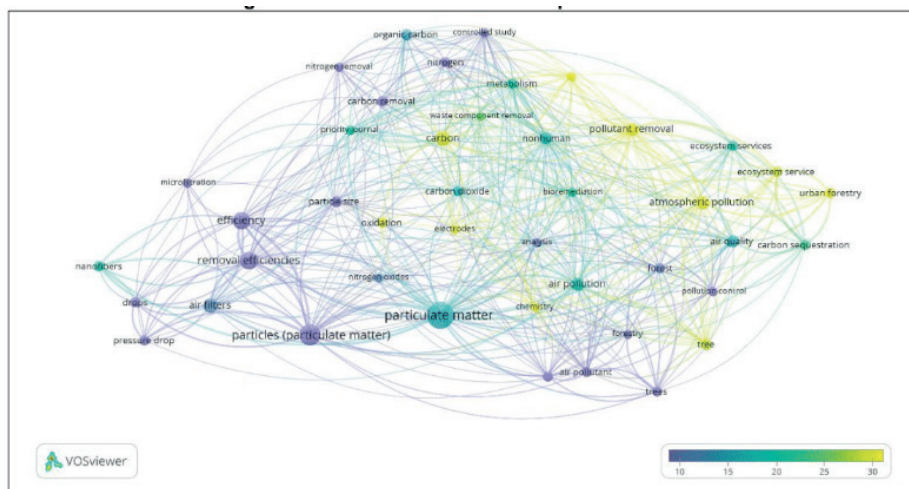 organic carbon
controlled study
nitrogen removal
nitrogen
metabolism
carbon removal
waste component removal
priority journal
carbon
nonhuman
pollutant removal
ecosystem services
ecosystem service
microfiltration
carbon dioxide
bioremediation
urban forestry
particle size
atmospheric pollution
efficiency
oxidation
electrodes
analysis
air quality
carbon sequestration
removal efficiencies
nanofibers
nitrogen oxides
air pollution
forest
pollution control
drops
air filters
particulate matter
chemistry
particles (particulate matter)
forestry
pressure drop
tree
air pollutant
trees
VOSviewer
10 15 20 25 30